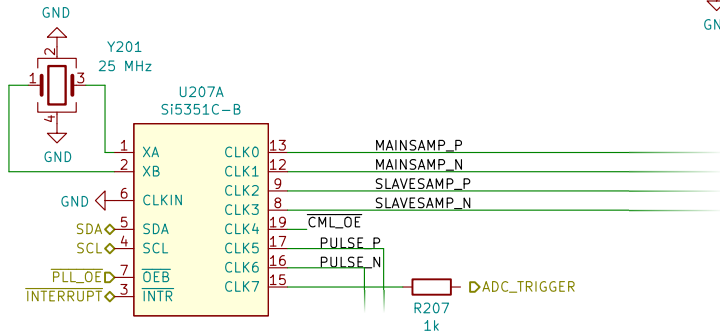 GND
GN
2
Y201
25 MHz
1
3
4
GND
U207A
Si5351C-B
1 XA CLK0 13 MAINSAMP_P
2 XB CLK1 12 MAINSAMP_N
CLK2 9 SLAVESAMP_P
GND 6 CLKIN
CLK3 8 SLAVESAMP_N
SDA 5 SDA CLK4 19 CML_OE
SCL 4 SCL CLK5 17 PULSE_P
CLK6 16 PULSE_N
PLL_OE 7 OEB
CLK7 15 ADC_TRIGGER
INTERRUPT 3 INTR
R207
1k